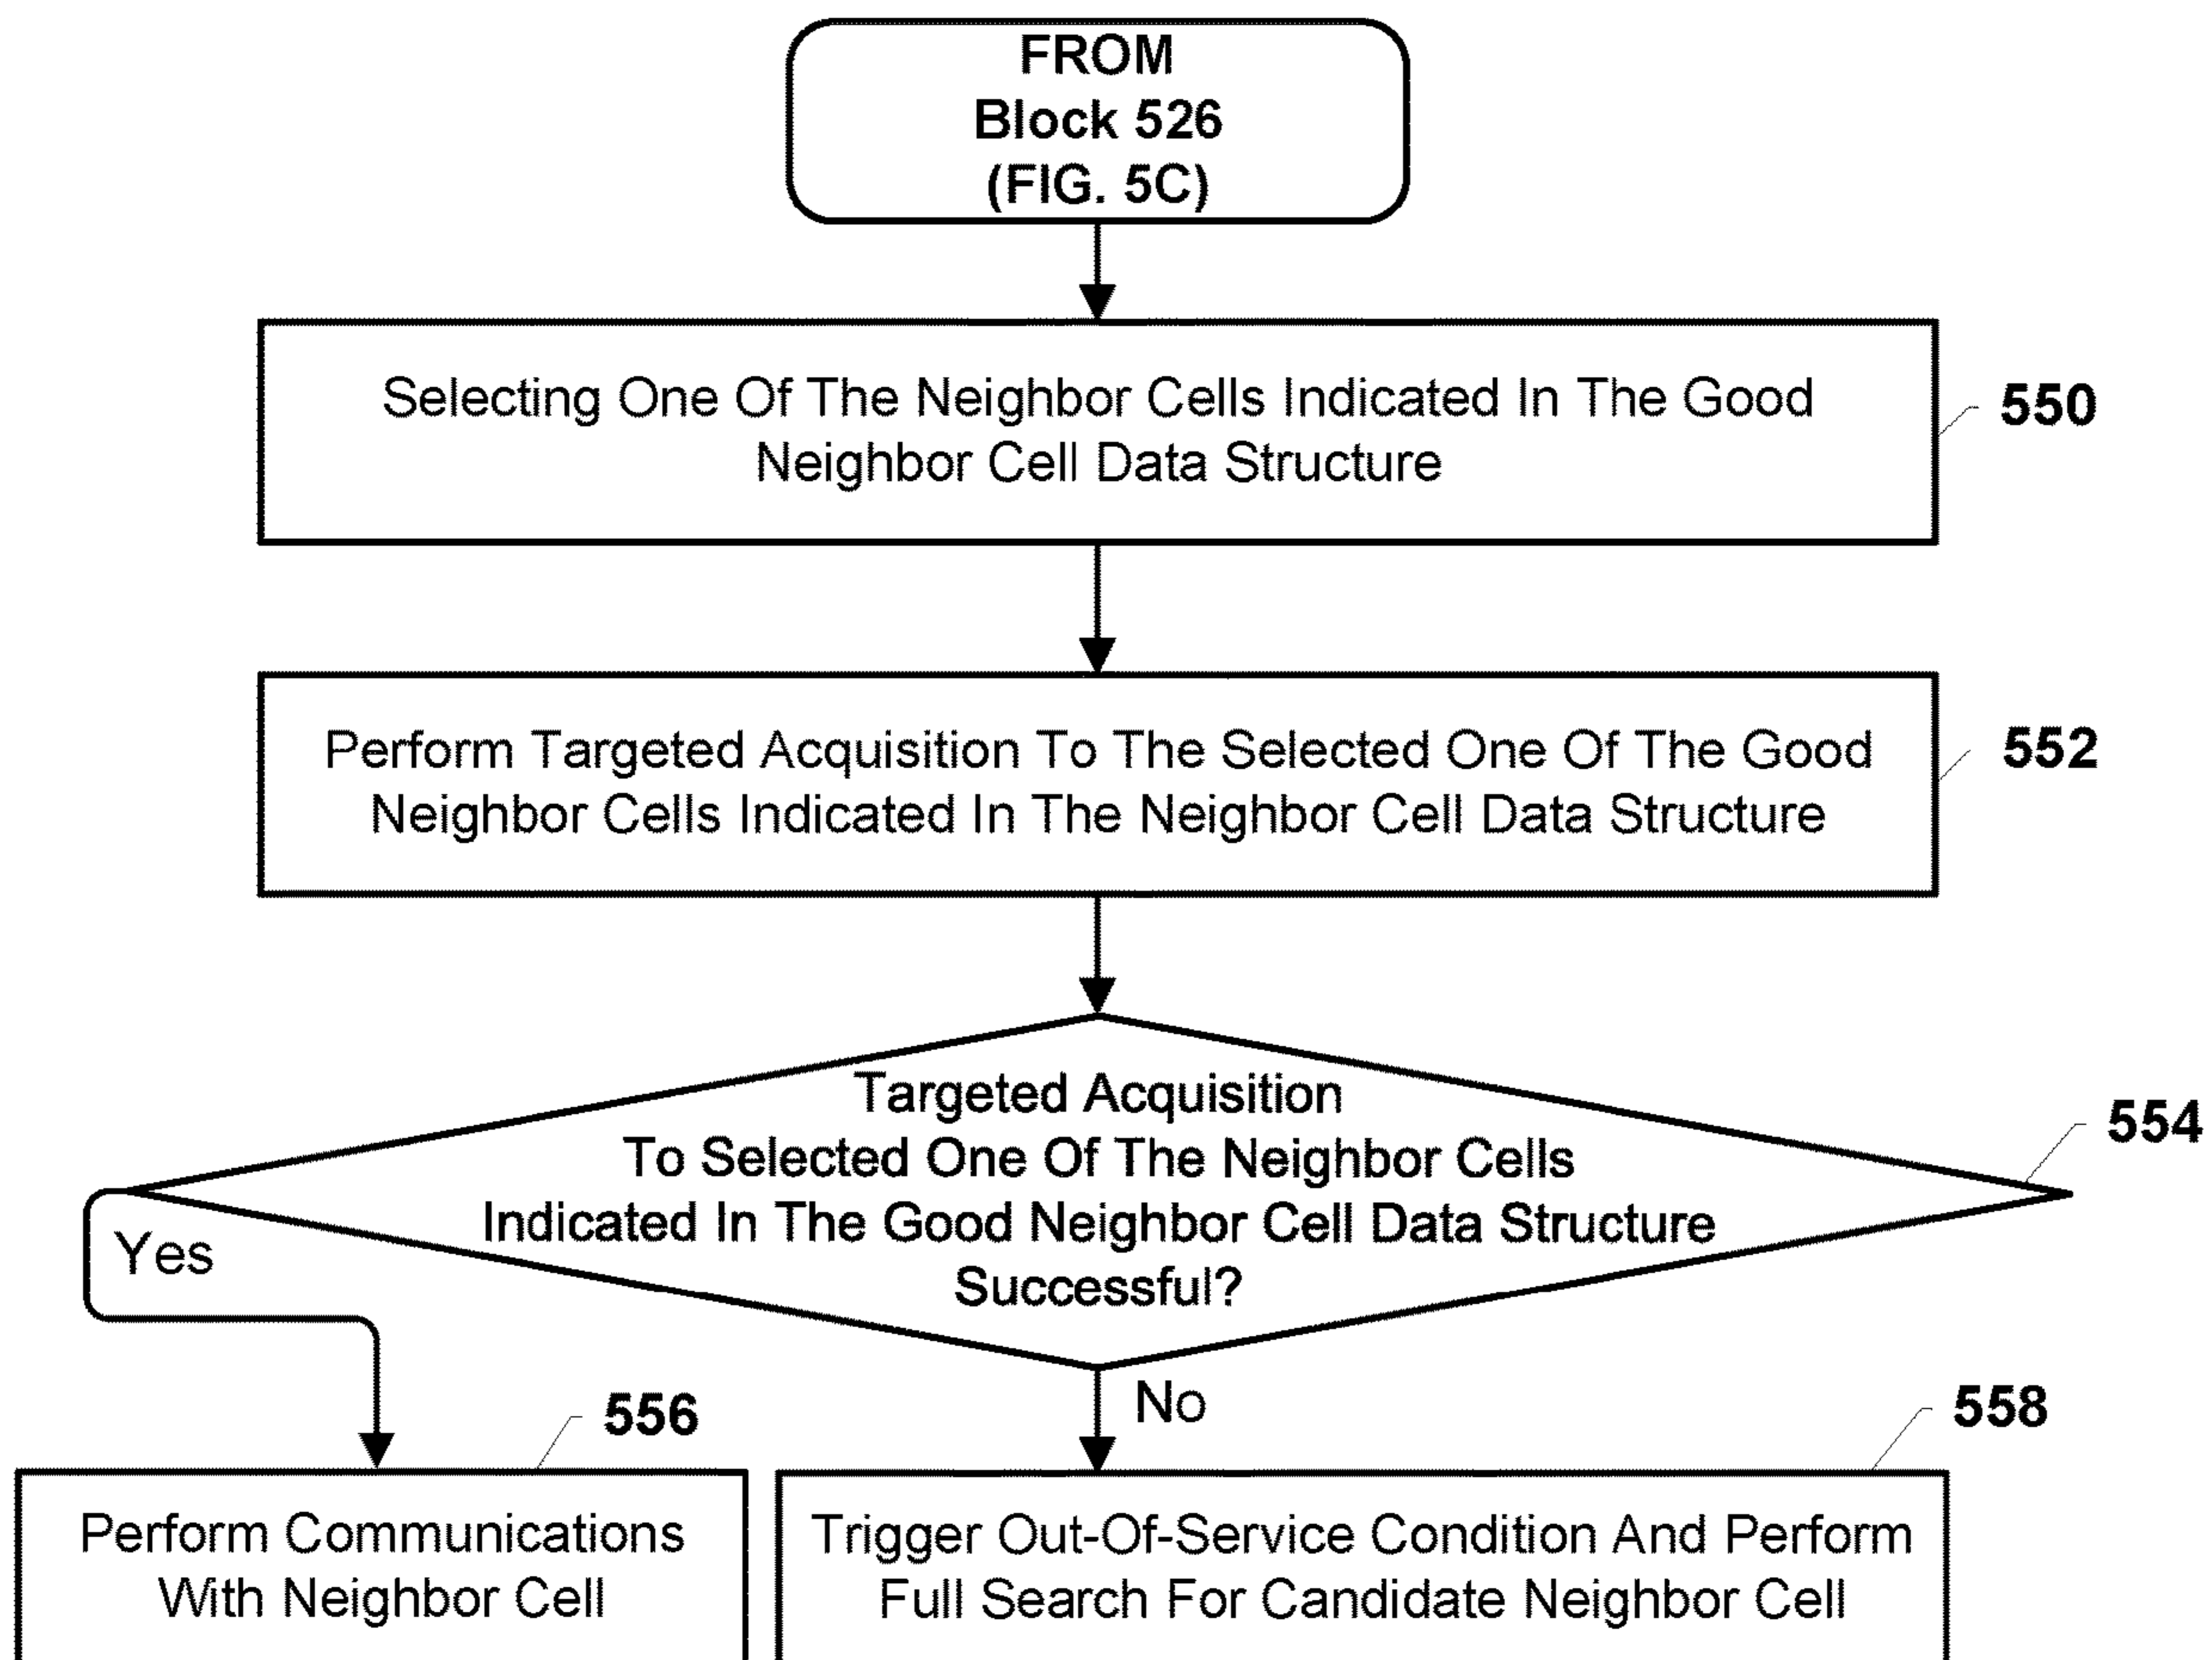 FROM
Block 526
(FIG. 5C)
Selecting One Of The Neighbor Cells Indicated In The Good
Neighbor Cell Data Structure
550
Perform Targeted Acquisition To The Selected One Of The Good
Neighbor Cells Indicated In The Neighbor Cell Data Structure
552
Targeted Acquisition
To Selected One Of The Neighbor Cells
Indicated In The Good Neighbor Cell Data Structure
Successful?
554
Yes
No
556
Perform Communications
With Neighbor Cell
558
Trigger Out-Of-Service Condition And Perform
Full Search For Candidate Neighbor Cell